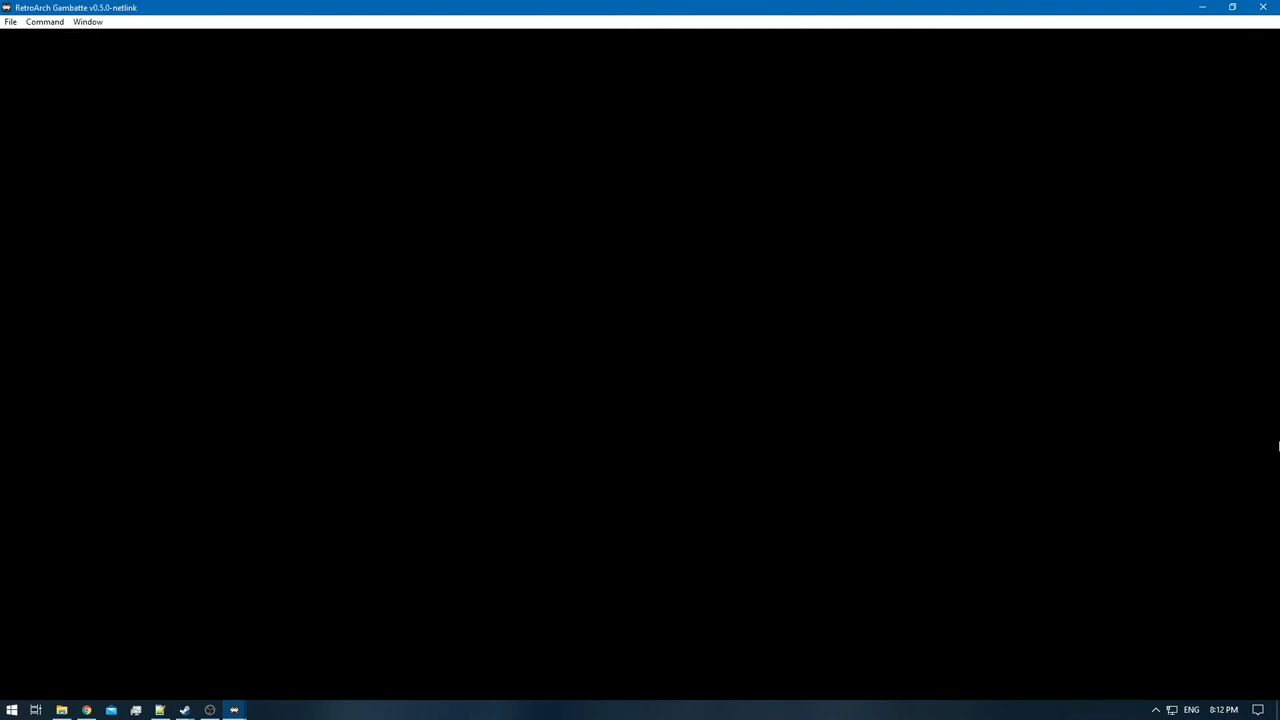 RetroArch Gambatte v0.5.0-netlink
File Command Window
ENG 8:12 PM